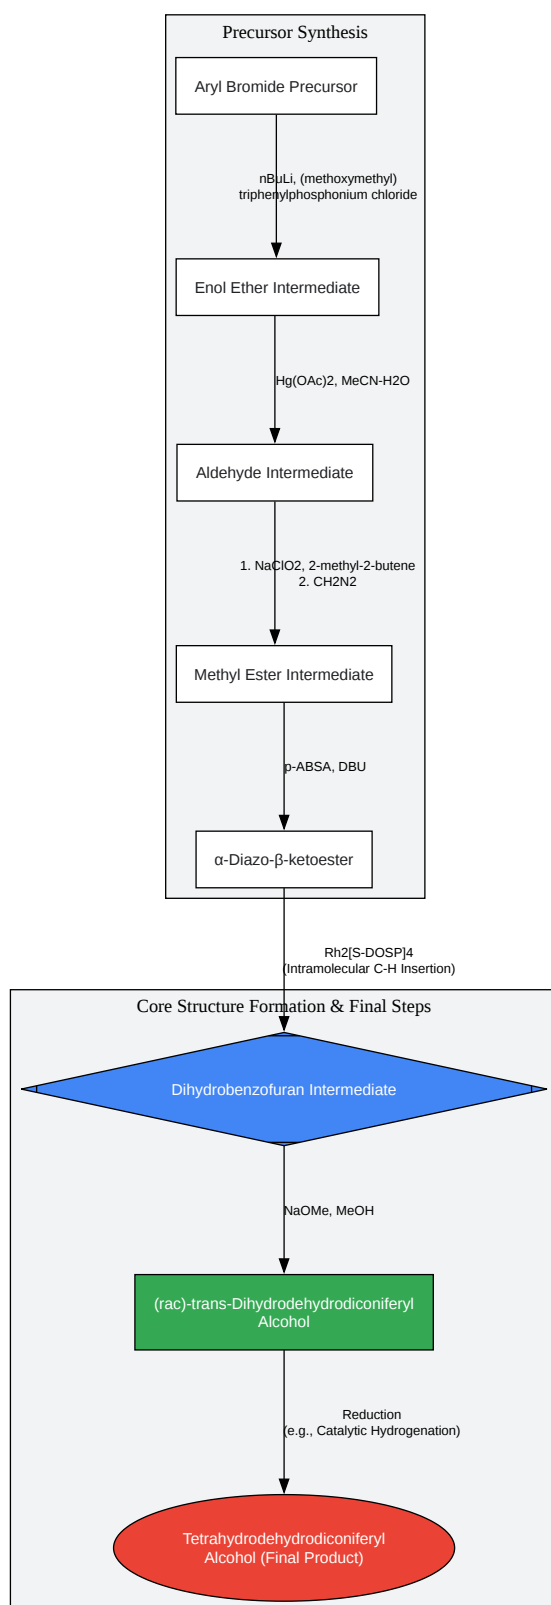 Precursor Synthesis
Aryl Bromide Precursor
nBuLi, (methoxymethyl)
triphenylphosphonium chloride
Enol Ether Intermediate
Hg(OAc)2, MeCN-H2O
Aldehyde Intermediate
1. NaClO2, 2-methyl-2-butene
2. CH2N2
Methyl Ester Intermediate
p-ABSA, DBU
α-Diazo-β-ketoester
Rh2[S-DOSP]4
(Intramolecular C-H Insertion)
Core Structure Formation & Final Steps
Dihydrobenzofuran Intermediate
NaOMe, MeOH
(rac)-trans-Dihydrodehydrodiconiferyl
Alcohol
Reduction
(e.g., Catalytic Hydrogenation)
Tetrahydrodehydrodiconiferyl
Alcohol (Final Product)